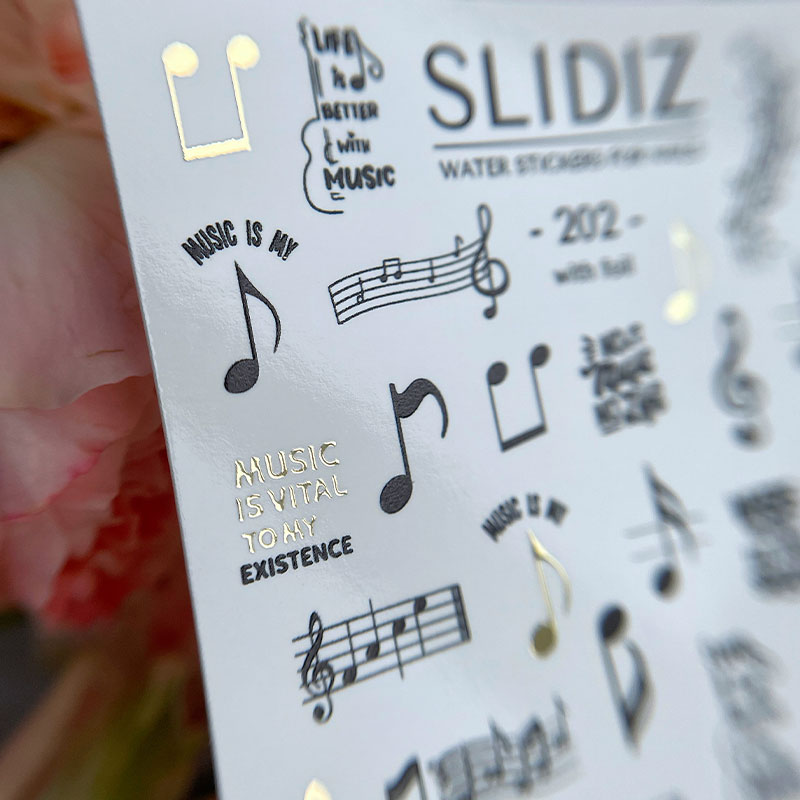 LIFE
is
BETTER
with
MUSIC
SLIDIZ
WATER STICKERS FOR
MUSIC IS MY
- 202 -
with foil
MUSIC
IS VITAL
TO MY
EXISTENCE
MUSIC IS MY